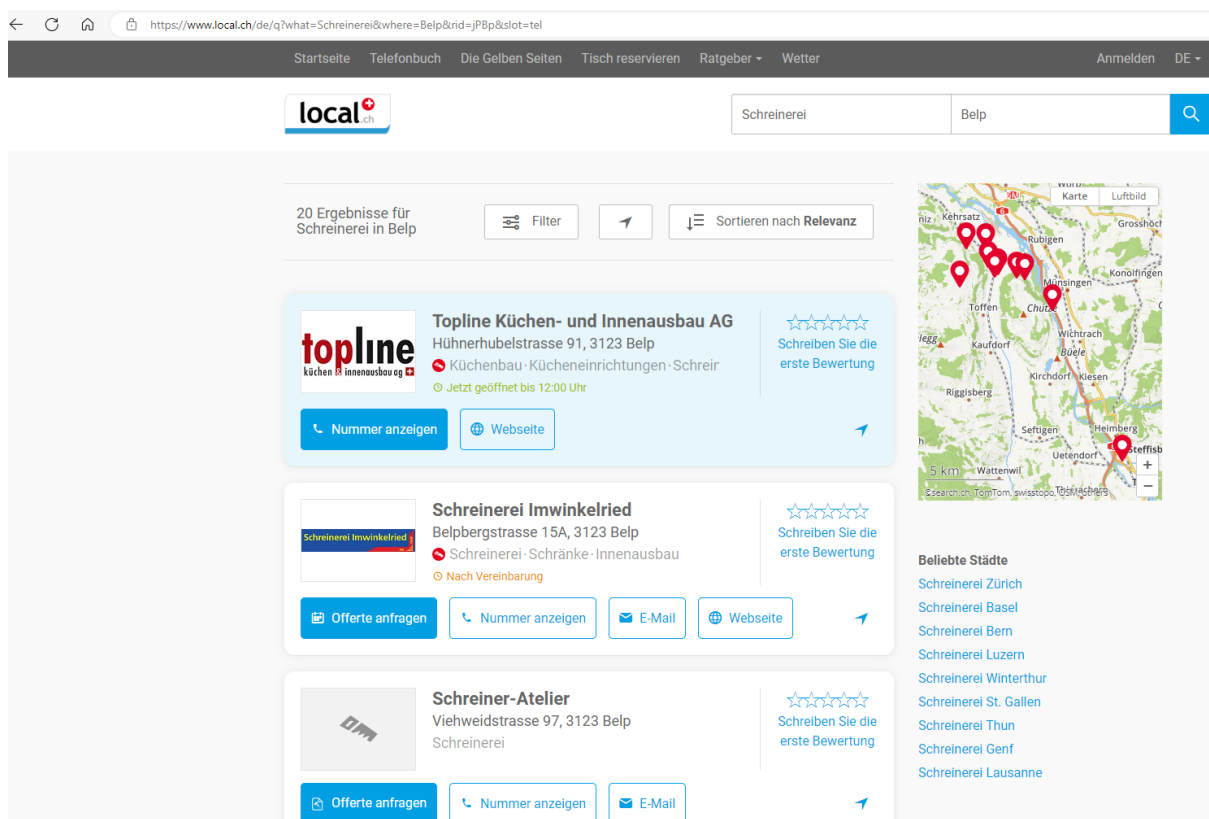 https://www.local.ch/de/q?what=Schreinerei&where=Belp&rid=jPBp&slot=tel
Startseite Telefonbuch Die Gelben Seiten Tisch reservieren Ratgeber Wetter Anmelden DE
local.ch
Schreinerei Belp
20 Ergebnisse für
Schreinerei in Belp
Filter
Sortieren nach Relevanz
topline
küchen & innenausbau ag
Topline Küchen- und Innenausbau AG
Hühnerhubelstrasse 91, 3123 Belp
Küchenbau·Kücheneinrichtungen·Schreir
Jetzt geöffnet bis 12:00 Uhr
Schreiben Sie die
erste Bewertung
Nummer anzeigen Webseite
Schreinerei Imwinkelried
Schreinerei Imwinkelried
Belpbergstrasse 15A, 3123 Belp
Schreinerei·Schränke·Innenausbau
Nach Vereinbarung
Schreiben Sie die
erste Bewertung
Offerte anfragen Nummer anzeigen E-Mail Webseite
Schreiner-Atelier
Viehweidstrasse 97, 3123 Belp
Schreinerei
Schreiben Sie die
erste Bewertung
Offerte anfragen Nummer anzeigen E-Mail
Karte Luftbild
Kehrsatz
Grosshöch
Rubigen
Konolfingen
Münsingen
Toffen
Chutze
Wichtrach
Kaufdorf
Büele
Kirchdorf Kiesen
Riggisberg
Seftigen
Heimberg
Steffisb
Uetendorf
5 km
Wattenwil
+
−
©search.ch, TomTom, swisstopo, OSM+others
Beliebte Städte
Schreinerei Zürich
Schreinerei Basel
Schreinerei Bern
Schreinerei Luzern
Schreinerei Winterthur
Schreinerei St. Gallen
Schreinerei Thun
Schreinerei Genf
Schreinerei Lausanne